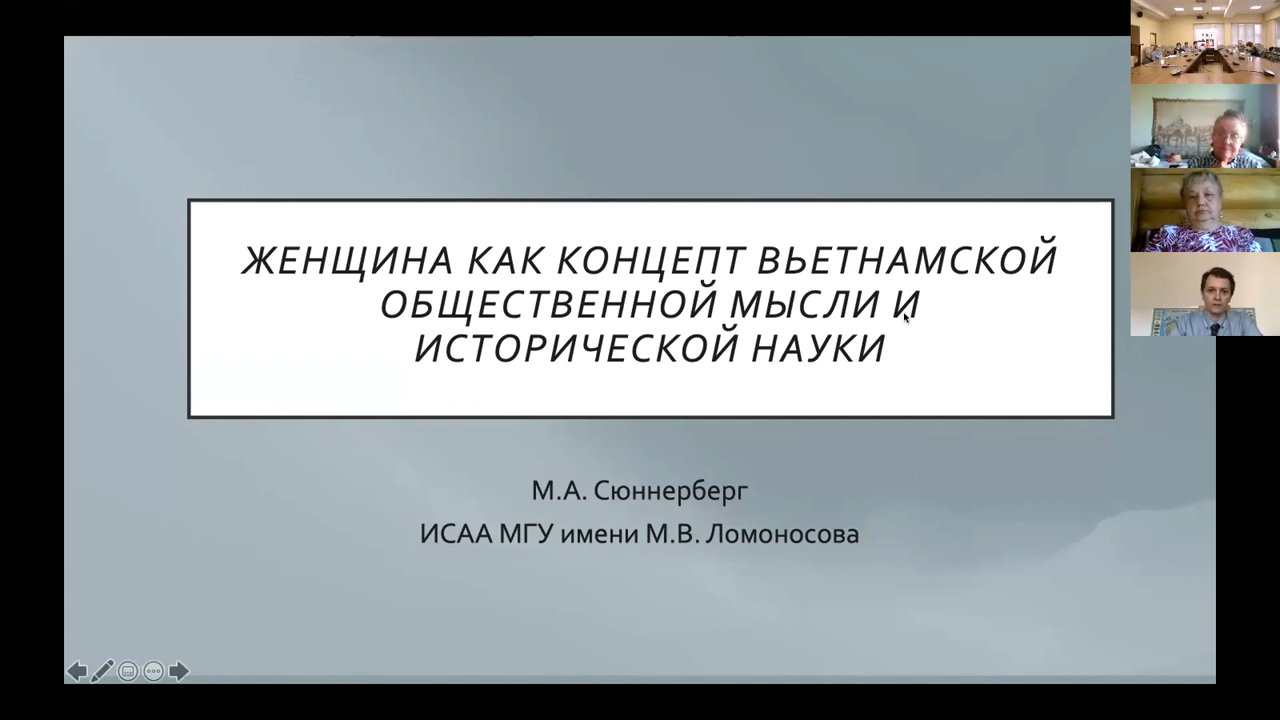 ЖЕНЩИНА КАК КОНЦЕПТ ВЬЕТНАМСКОЙ
ОБЩЕСТВЕННОЙ МЫСЛИ И
ИСТОРИЧЕСКОЙ НАУКИ
М.А. Сюннерберг
ИСАА МГУ имени М.В. Ломоносова